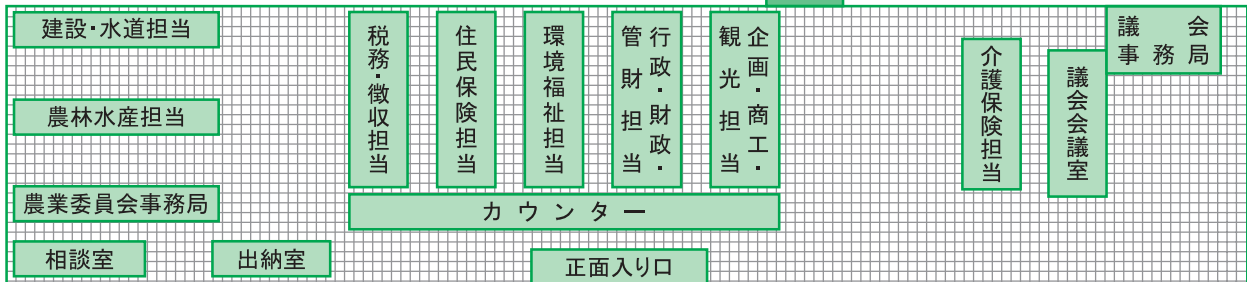 建設・水道担当
農林水産担当
農業委員会事務局
相談室
出納室
税務・徴収担当
住民保険担当
環境福祉担当
行政・財政・
管財担当
企画・商工・
観光担当
カウンター
正面入り口
介護保険担当
議会会議室
議会
事務局